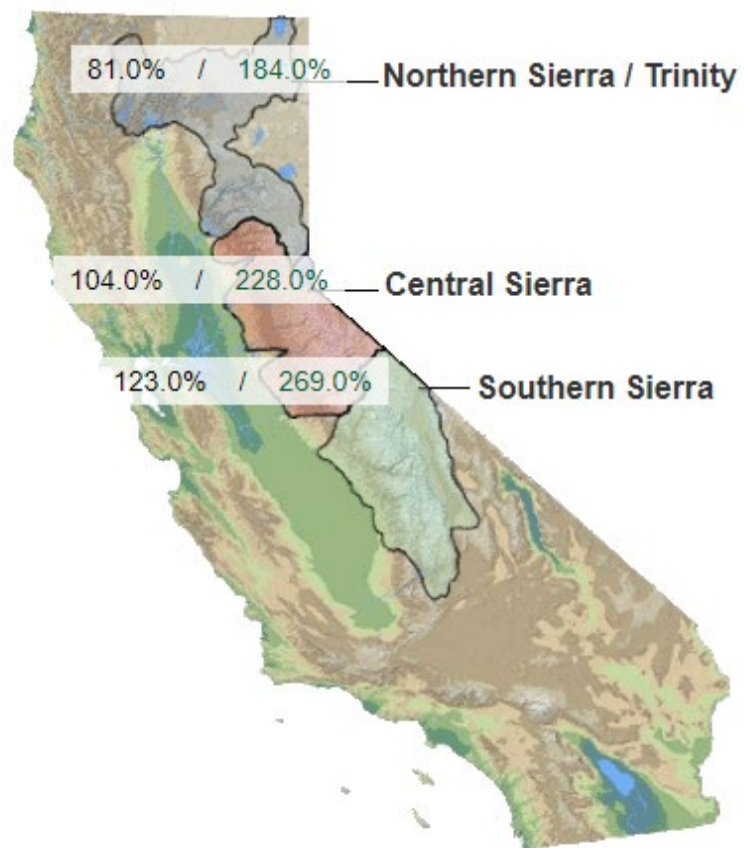 81.0% / 184.0% Northern Sierra / Trinity
104.0% / 228.0% Central Sierra
123.0% / 269.0% Southern Sierra